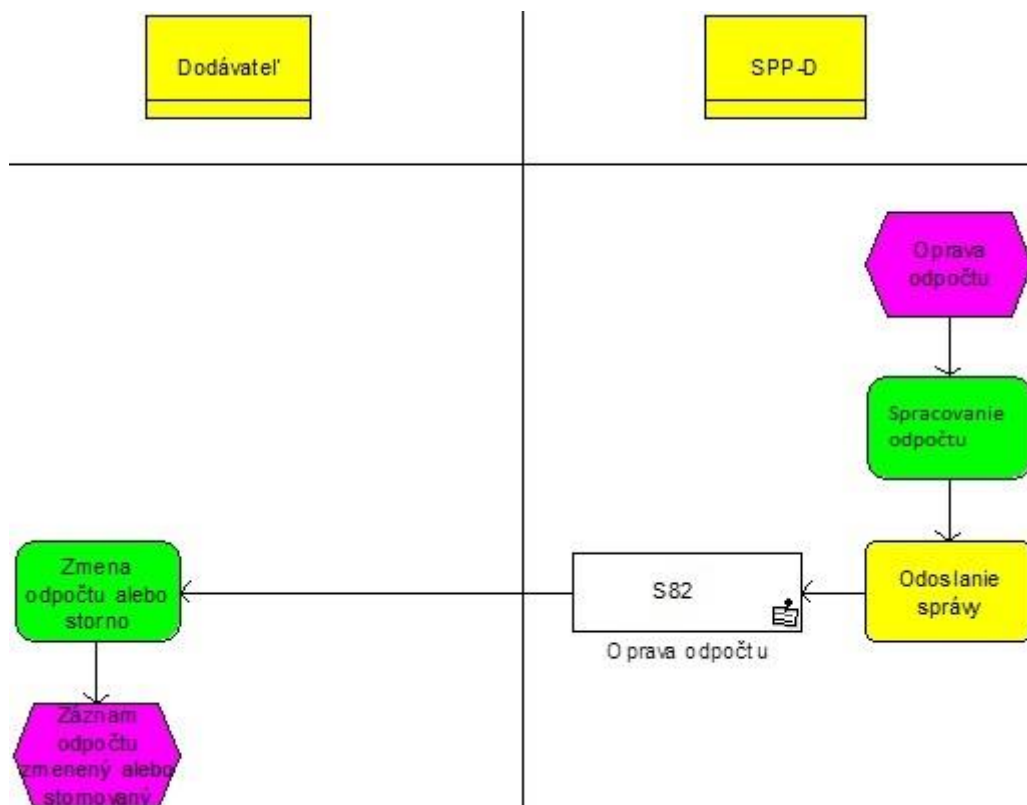 Dodávateľ
SPP-D
Oprava
odpočtu
Spracovanie
odpočtu
Odoslanie
správy
S82
Oprava odpočtu
Zmena
odpočtu alebo
storno
Záznam
odpočtu
zmenený alebo
stornovaný